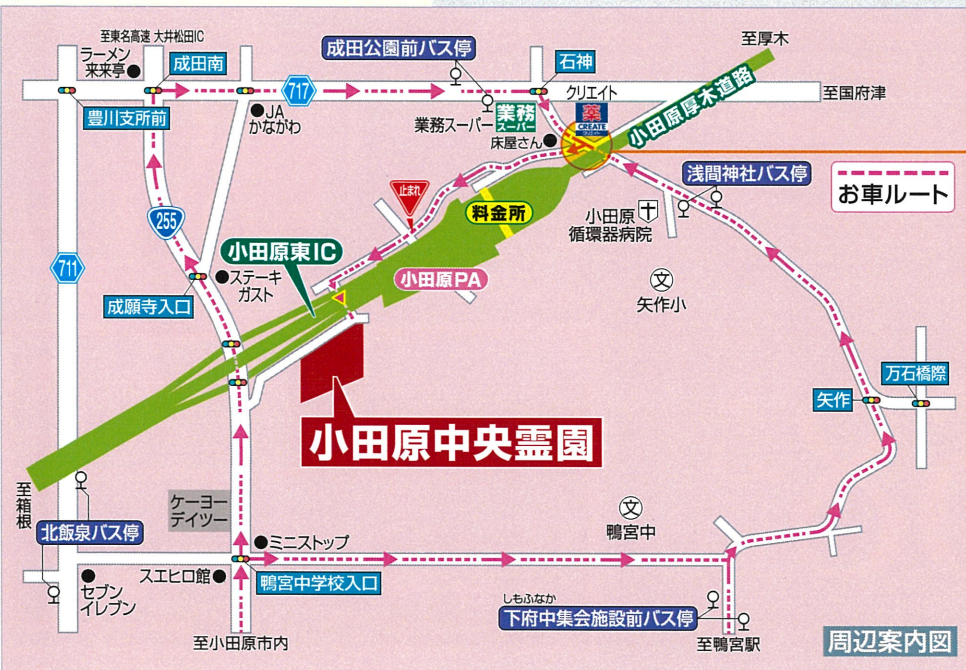 至東名高速 大井松田IC
ラーメン
来来亭
成田南
成田公園前バス停
石神
至厚木
717
クリエイト
至国府津
豊川支所前
JA
かながわ
業務スーパー
業務
スーパー
薬
CREATE
クリエイト
床屋さん
小田原厚木道路
浅間神社バス停
お車ルート
止まれ
255
料金所
小田原
循環器病院
小田原東IC
711
ステーキ
ガスト
小田原PA
文
矢作小
成願寺入口
万石橋際
矢作
小田原中央霊園
至箱根
ケーヨー
デイツー
文
鴨宮中
北飯泉バス停
ミニストップ
セブン
イレブン
スエヒロ館
鴨宮中学校入口
しもふなか
下府中集会施設前バス停
至小田原市内
至鴨宮駅
周辺案内図